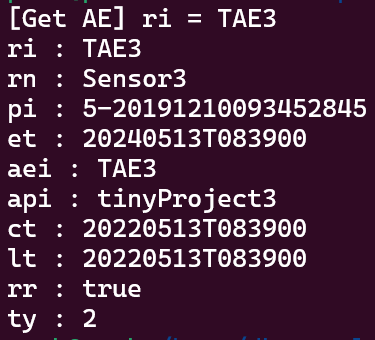 [Get AE] ri = TAE3
ri : TAE3
rn : Sensor3
pi : 5-20191210093452845
et : 20240513T083900
aei : TAE3
api : tinyProject3
ct : 20220513T083900
lt : 20220513T083900
rr : true
ty : 2